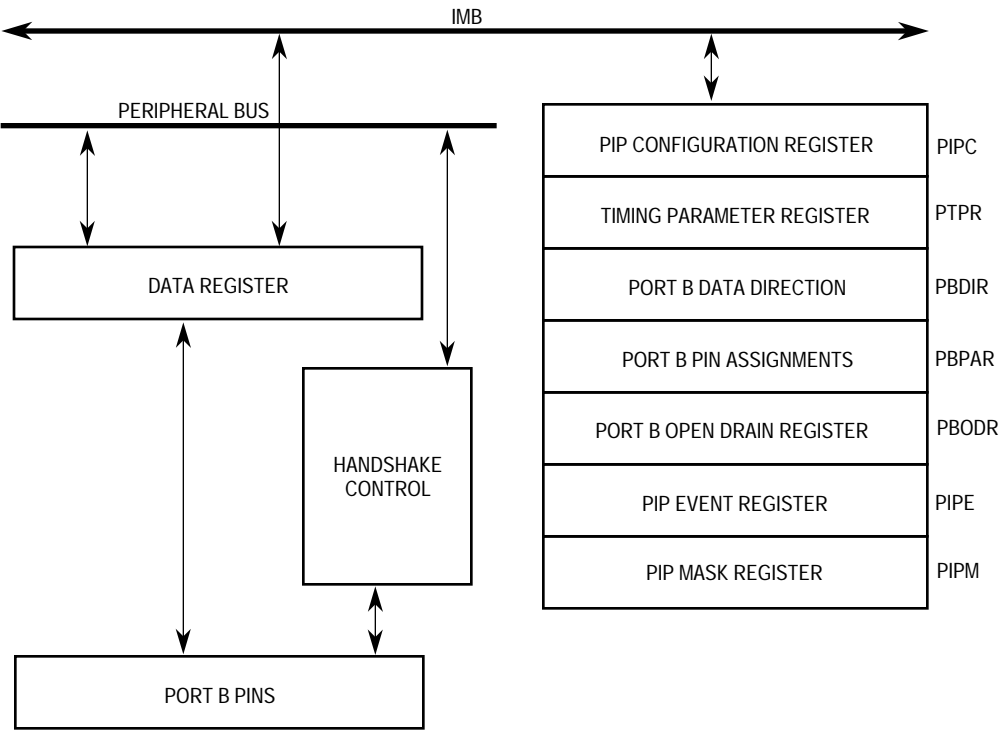 IMB
PERIPHERAL BUS
PIP CONFIGURATION REGISTER PIPC
TIMING PARAMETER REGISTER PTPR
DATA REGISTER
PORT B DATA DIRECTION PBDIR
PORT B PIN ASSIGNMENTS PBPAR
PORT B OPEN DRAIN REGISTER PBODR
HANDSHAKE
CONTROL
PIP EVENT REGISTER PIPE
PIP MASK REGISTER PIPM
PORT B PINS